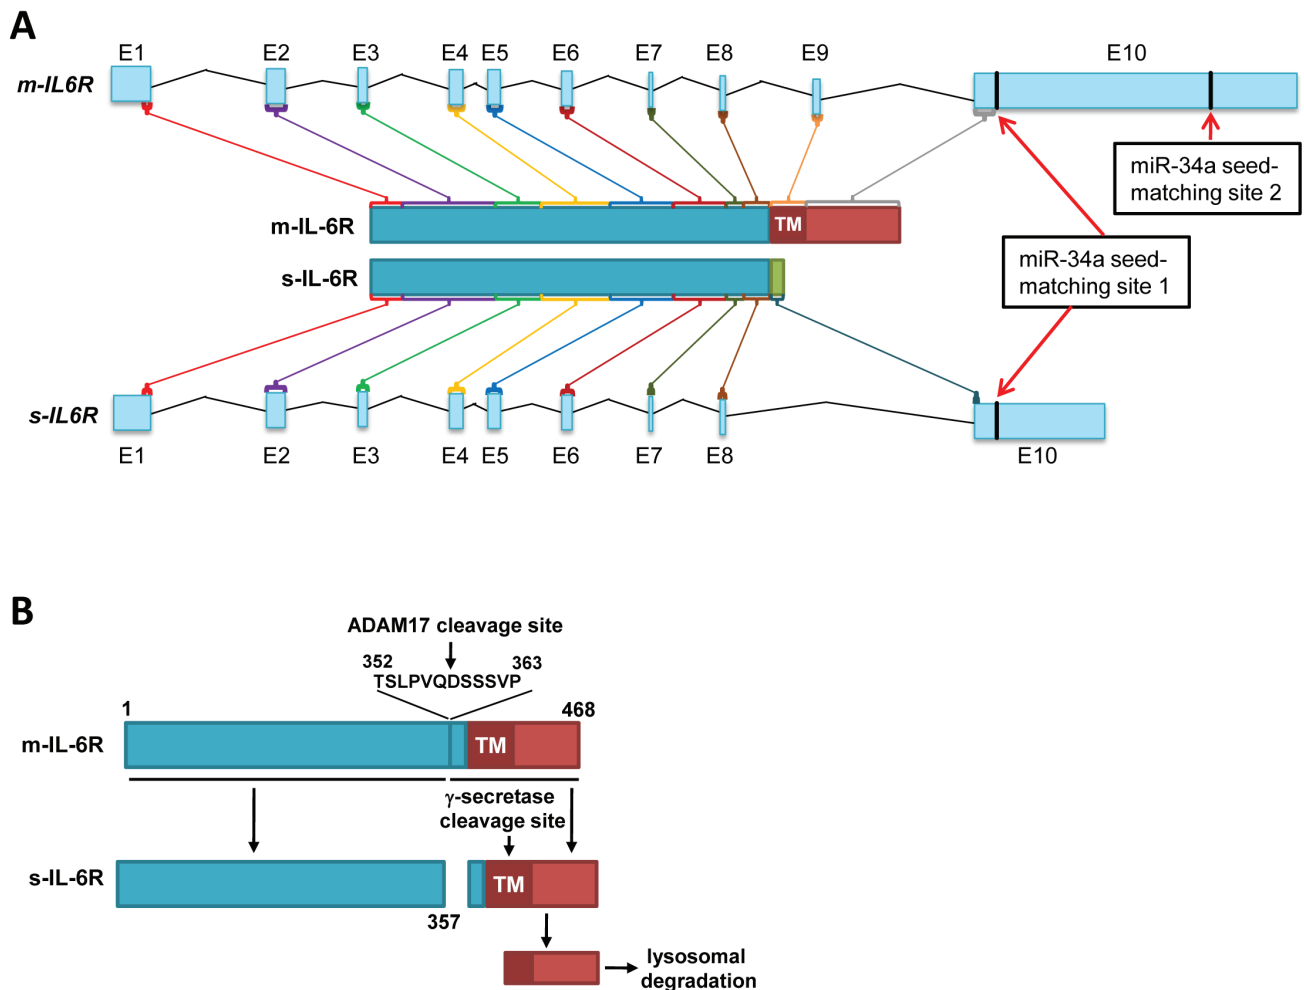 A
E1 E2 E3 E4 E5 E6 E7 E8 E9 E10
m-IL6R
miR-34a seed-
matching site 2
m-IL-6R
TM
miR-34a seed-
matching site 1
s-IL-6R
s-IL6R
E1 E2 E3 E4 E5 E6 E7 E8 E10
B
ADAM17 cleavage site
352 363
TSLPVQDSSSVP
1 468
m-IL-6R
TM
γ-secretase
cleavage site
s-IL-6R
TM
357
lysosomal
degradation